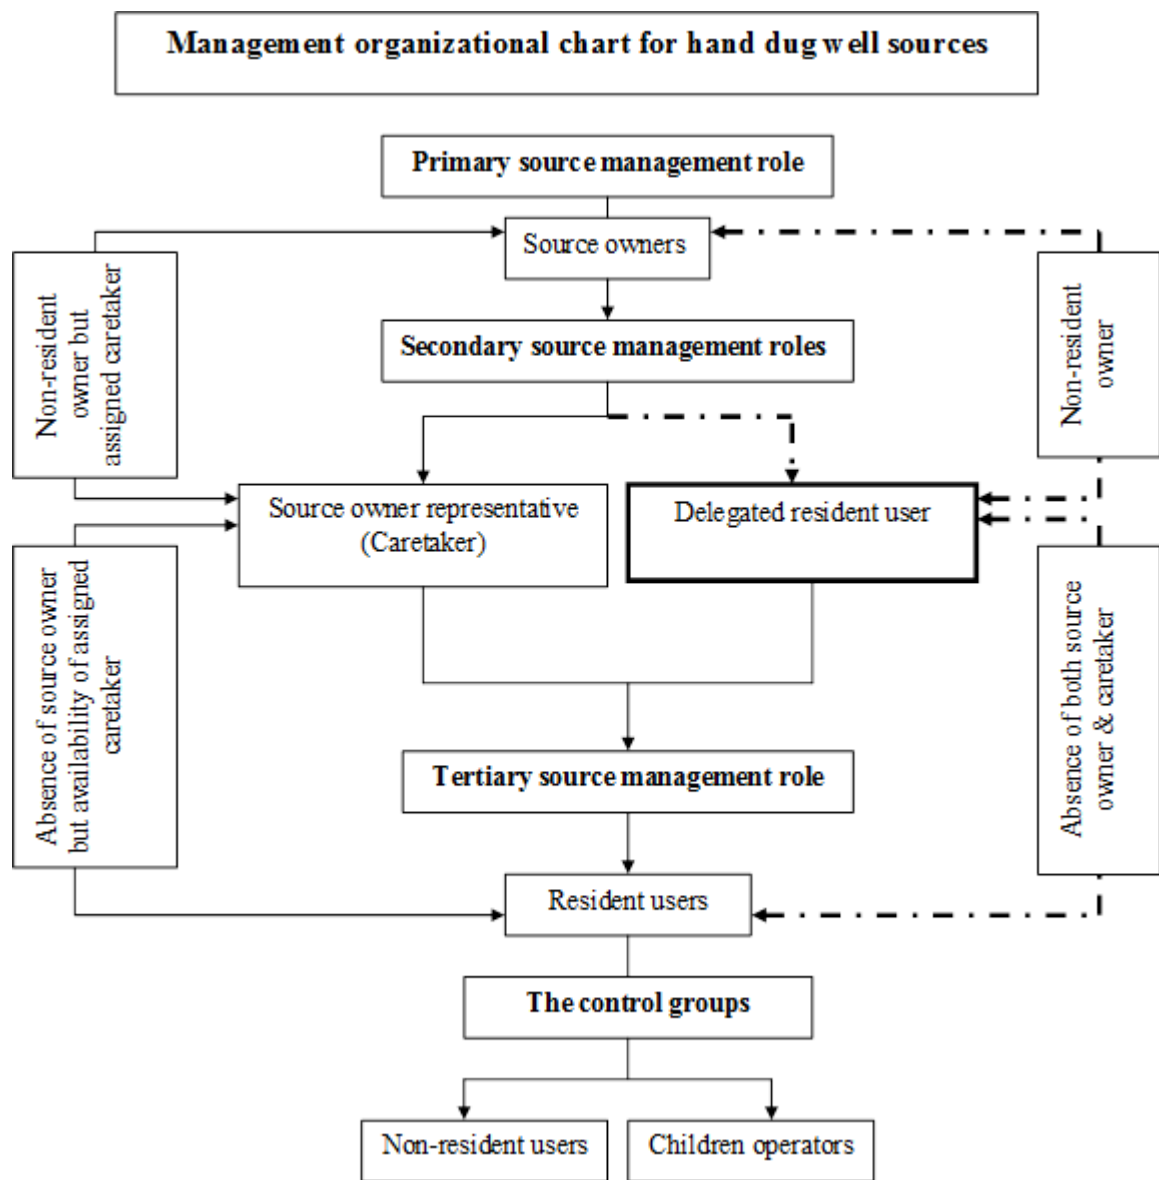 Management organizational chart for hand dug well sources
Primary source management role
Source owners
Non-resident
owner but
assigned caretaker
Non-resident
owner
Secondary source management roles
Source owner representative
(Caretaker)
Delegated resident user
Absence of source owner
but availability of assigned
caretaker
Absence of both source
owner & caretaker
Tertiary source management role
Resident users
The control groups
Non-resident users
Children operators